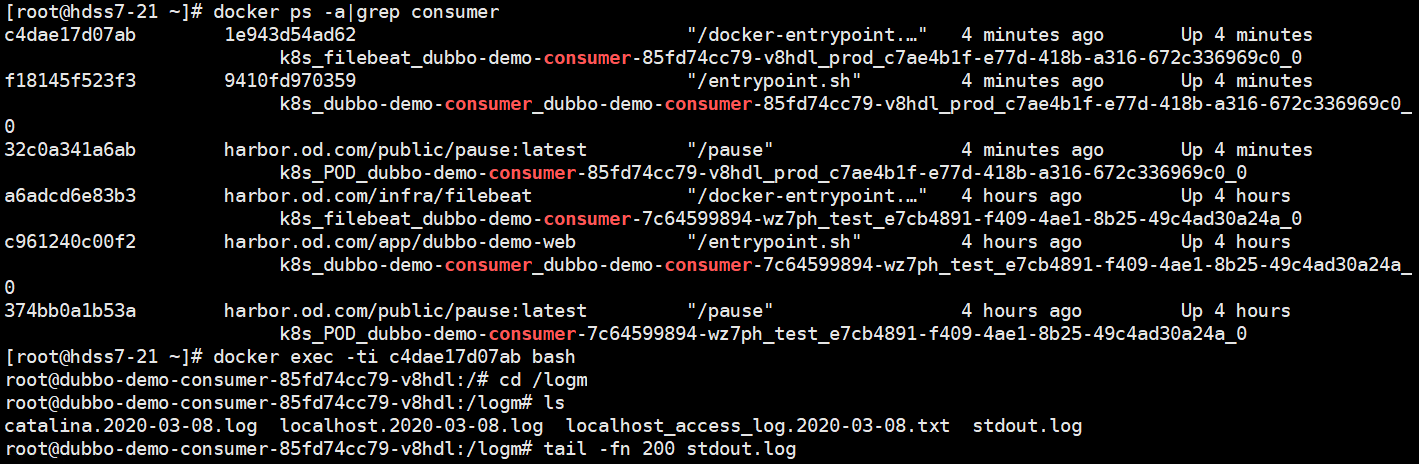 [root@hdss7-21 ~]# docker ps -a|grep consumer
c4dae17d07ab        1e943d54ad62                              "/docker-entrypoint.…"   4 minutes ago       Up 4 minutes
                         k8s_filebeat_dubbo-demo-consumer-85fd74cc79-v8hdl_prod_c7ae4b1f-e77d-418b-a316-672c336969c0_0
f18145f523f3        9410fd970359                              "/entrypoint.sh"         4 minutes ago       Up 4 minutes
                         k8s_dubbo-demo-consumer_dubbo-demo-consumer-85fd74cc79-v8hdl_prod_c7ae4b1f-e77d-418b-a316-672c336969c0_
0
32c0a341a6ab        harbor.od.com/public/pause:latest         "/pause"                 4 minutes ago       Up 4 minutes
                         k8s_POD_dubbo-demo-consumer-85fd74cc79-v8hdl_prod_c7ae4b1f-e77d-418b-a316-672c336969c0_0
a6adcd6e83b3        harbor.od.com/infra/filebeat              "/docker-entrypoint.…"   4 hours ago         Up 4 hours
                         k8s_filebeat_dubbo-demo-consumer-7c64599894-wz7ph_test_e7cb4891-f409-4ae1-8b25-49c4ad30a24a_0
c961240c00f2        harbor.od.com/app/dubbo-demo-web          "/entrypoint.sh"         4 hours ago         Up 4 hours
                         k8s_dubbo-demo-consumer_dubbo-demo-consumer-7c64599894-wz7ph_test_e7cb4891-f409-4ae1-8b25-49c4ad30a24a_
0
374bb0a1b53a        harbor.od.com/public/pause:latest         "/pause"                 4 hours ago         Up 4 hours
                         k8s_POD_dubbo-demo-consumer-7c64599894-wz7ph_test_e7cb4891-f409-4ae1-8b25-49c4ad30a24a_0
[root@hdss7-21 ~]# docker exec -ti c4dae17d07ab bash
root@dubbo-demo-consumer-85fd74cc79-v8hdl:/# cd /logm
root@dubbo-demo-consumer-85fd74cc79-v8hdl:/logm# ls
catalina.2020-03-08.log  localhost.2020-03-08.log  localhost_access_log.2020-03-08.txt  stdout.log
root@dubbo-demo-consumer-85fd74cc79-v8hdl:/logm# tail -fn 200 stdout.log